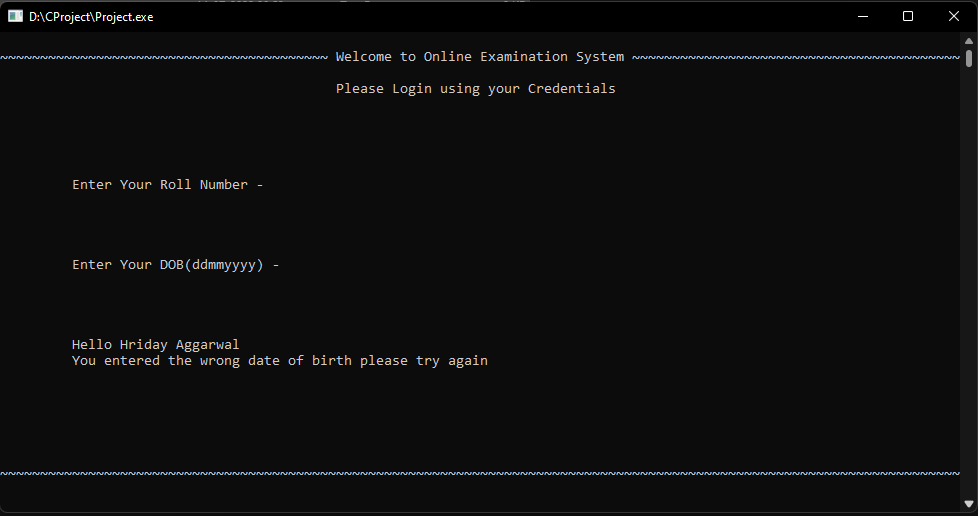 D:\CProject\Project.exe
~~~~~~~~~~~~~~~~~~~~~~~~~~~~~~~~~~~~~~~~~ Welcome to Online Examination System ~~~~~~~~~~~~~~~~~~~~~~~~~~~~~~~~~~~~~~~~~
Please Login using your Credentials
Enter Your Roll Number -
Enter Your DOB(ddmmyyyy) -
Hello Hriday Aggarwal
You entered the wrong date of birth please try again
~~~~~~~~~~~~~~~~~~~~~~~~~~~~~~~~~~~~~~~~~~~~~~~~~~~~~~~~~~~~~~~~~~~~~~~~~~~~~~~~~~~~~~~~~~~~~~~~~~~~~~~~~~~~~~~~~~~~~~~~